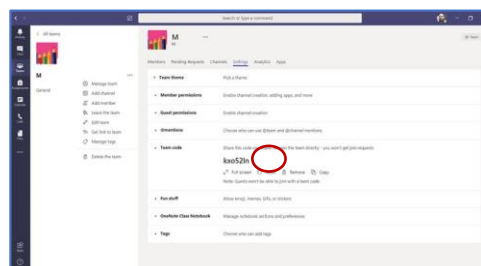 Search or type a command
All teams
M
...
Team
Mentions Pending Requests Channels Settings Analytics Apps
M
...
General
Manage team
Add channel
Add member
Leave the team
Edit team
Get link to team
Manage tags
Delete the team
Team theme Pick a theme
Member permissions Enable channel creation, adding apps, and more
Guest permissions Enable channel creation
@mentions Choose who can use @team and @channel mentions
Team code Share this code so people can join the team directly - you won't get join requests
kxo52ln
Full screen Remove Copy
Note: Guests won't be able to join with a team code
Fun stuff Allow emoji, memes, GIFs, or stickers
OneNote Class Notebook Manage notebook sections and preferences
Tags Choose who can add tags